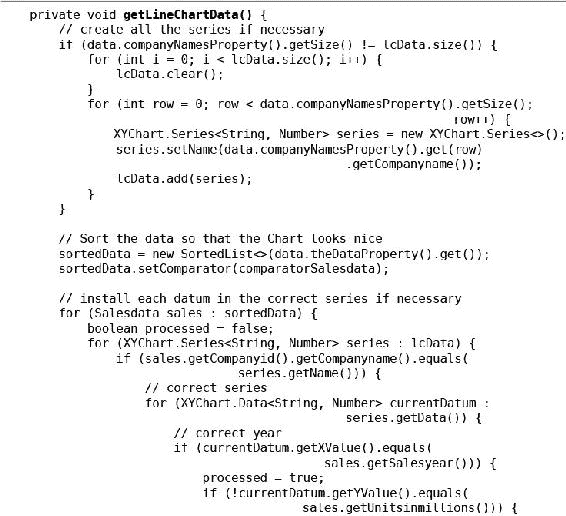 private void getLineChartData() {
// create all the series if necessary
if (data.companyNamesProperty().getSize() != lcData.size()) {
for (int i = 0; i < lcData.size(); i++) {
lcData.clear();
}
for (int row = 0; row < data.companyNamesProperty().getSize();
row++) {
XYChart.Series<String, Number> series = new XYChart.Series<>();
series.setName(data.companyNamesProperty().get(row)
.getCompanyname());
lcData.add(series);
}
}
// Sort the data so that the Chart looks nice
sortedData = new SortedList<>(data.theDataProperty().get());
sortedData.setComparator(comparatorSalesdata);
// install each datum in the correct series if necessary
for (Salesdata sales : sortedData) {
boolean processed = false;
for (XYChart.Series<String, Number> series : lcData) {
if (sales.getCompanyid().getCompanyname().equals(
series.getName())) {
// correct series
for (XYChart.Data<String, Number> currentDatum :
series.getData()) {
// correct year
if (currentDatum.getXValue().equals(
sales.getSalesyear())) {
processed = true;
if (!currentDatum.getYValue().equals(
sales.getUnitsinmillions())) {